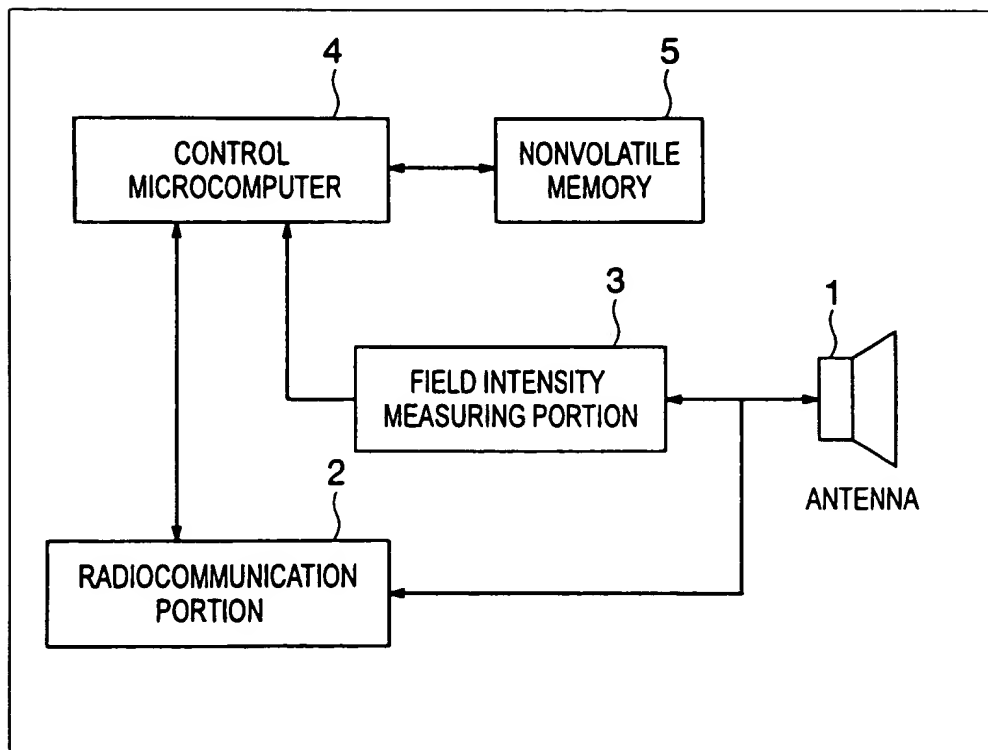 4
5
CONTROL
MICROCOMPUTER
NONVOLATILE
MEMORY
3
1
FIELD INTENSITY
MEASURING PORTION
ANTENNA
2
RADIOCOMMUNICATION
PORTION